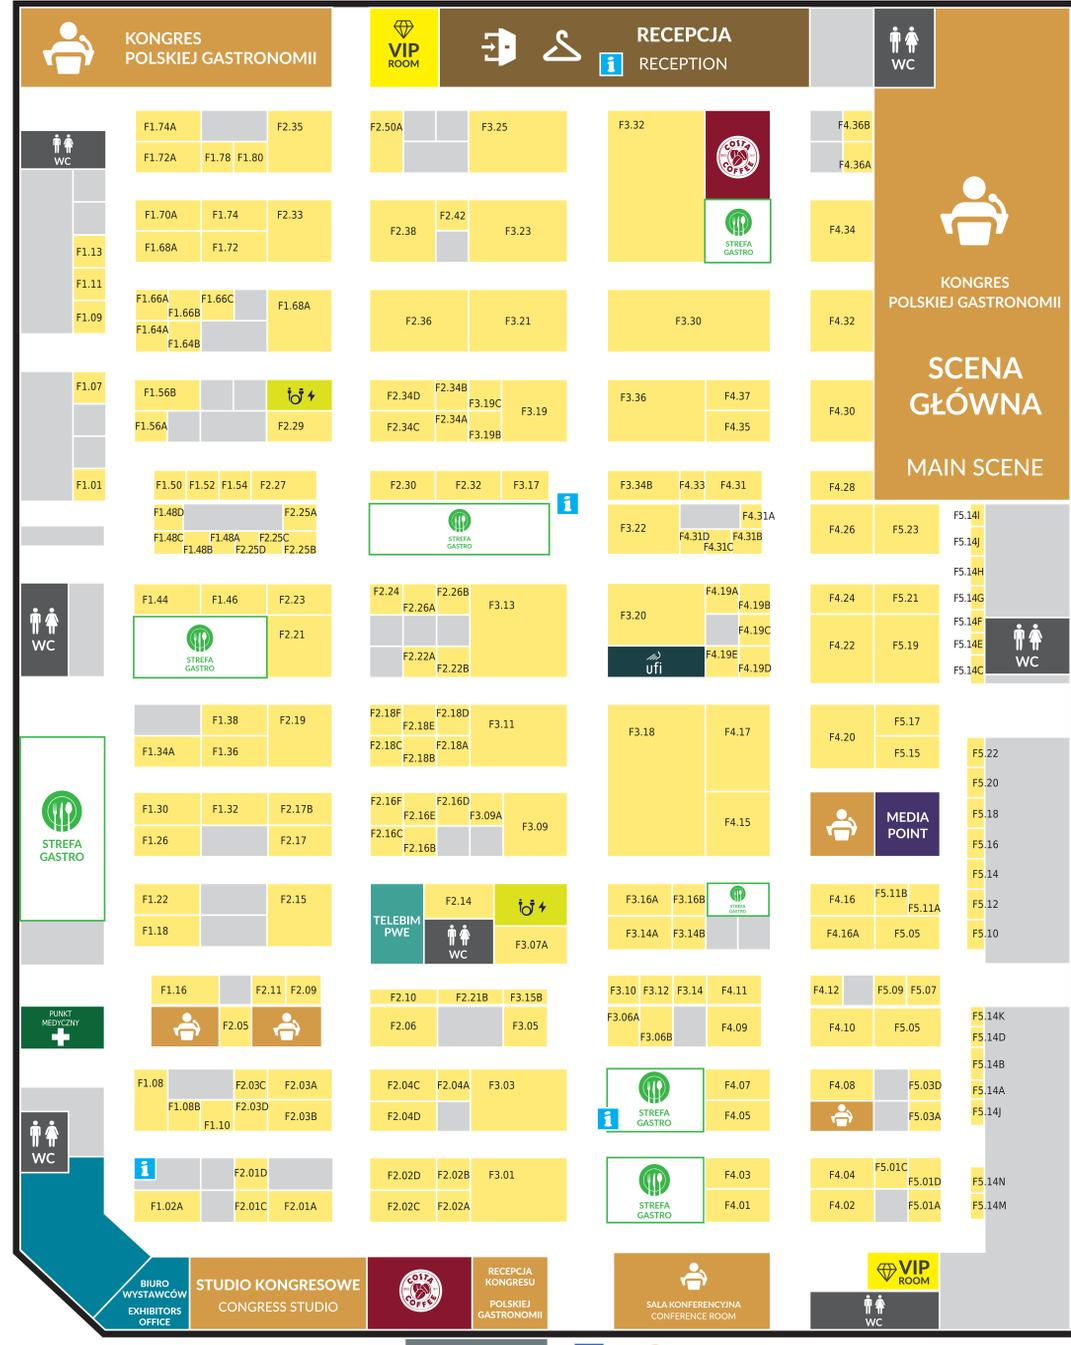 KONGRES
POLSKIEJ GASTRONOMII
VIP
ROOM
RECEPCJA
RECEPTION
WC
WC
F1.74A
F2.35
F1.72A
F1.78
F1.80
F2.50A
F3.25
F3.32
COSTA
COFFEE
F4.36B
F4.36A
F1.70A
F1.74
F2.33
F1.68A
F1.72
F2.38
F2.42
F3.23
STREFA
GASTRO
F4.34
F1.13
F1.11
F1.09
F1.66A
F1.66B
F1.66C
F1.68A
F1.64A
F1.64B
F2.36
F3.21
F3.30
F4.32
KONGRES
POLSKIEJ GASTRONOMII
SCENA
GŁÓWNA
MAIN SCENE
F1.07
F1.01
F1.56B
F1.56A
F2.29
F2.34D
F2.34B
F3.19C
F3.19
F2.34C
F2.34A
F3.19B
F3.36
F4.37
F4.35
F4.30
F1.50
F1.52
F1.54
F2.27
F1.48D
F2.25A
F1.48C
F1.48A
F2.25C
F1.48B
F2.25D
F2.25B
F2.30
F2.32
F3.17
STREFA
GASTRO
F3.34B
F4.33
F4.31
F3.22
F4.31A
F4.31D
F4.31B
F4.31C
F4.28
F4.26
F5.23
F5.14I
F5.14J
F5.14H
F5.14G
F5.14F
F5.14E
F5.14C
WC
WC
F1.44
F1.46
F2.23
F2.21
STREFA
GASTRO
F2.24
F2.26B
F2.26A
F3.13
F2.22A
F2.22B
F3.20
ufi
F4.19A
F4.19B
F4.19C
F4.19E
F4.19D
F4.24
F5.21
F4.22
F5.19
F1.38
F2.19
F1.34A
F1.36
F2.18F
F2.18D
F2.18E
F3.11
F2.18C
F2.18A
F2.18B
F3.18
F4.17
F4.15
F4.20
F5.17
F5.15
F5.22
F5.20
F5.18
F5.16
F5.14
F5.12
F5.10
STREFA
GASTRO
F1.30
F1.32
F2.17B
F1.26
F2.17
F2.16F
F2.16D
F2.16E
F3.09A
F3.09
F2.16C
F2.16B
MEDIA
POINT
F1.22
F2.15
F1.18
TELEBIM
PWE
F2.14
WC
F3.07A
F3.16A
F3.16B
STREFA
GASTRO
F3.14A
F3.14B
F4.16
F5.11B
F5.11A
F4.16A
F5.05
F1.16
F2.11
F2.09
F2.05
F2.10
F2.21B
F3.15B
F2.06
F3.05
F3.10
F3.12
F3.14
F4.11
F3.06A
F3.06B
F4.09
F4.12
F5.09
F5.07
F4.10
F5.05
PUNKT
MEDYCZNY
F5.14K
F5.14D
F5.14B
F5.14A
F5.14J
F1.08
F2.03C
F2.03A
F1.08B
F2.03D
F2.03B
F1.10
F2.04C
F2.04A
F3.03
F2.04D
STREFA
GASTRO
F4.07
F4.05
F4.08
F5.03D
F5.03A
WC
F2.01D
F1.02A
F2.01C
F2.01A
F2.02D
F2.02B
F3.01
F2.02C
F2.02A
STREFA
GASTRO
F4.03
F4.01
F4.04
F5.01C
F5.01D
F4.02
F5.01A
F5.14N
F5.14M
BIURO
WYSTAWCÓW
EXHIBITORS
OFFICE
STUDIO KONGRESOWE
CONGRESS STUDIO
COSTA
COFFEE
RECEPCJA
KONGRESU
POLSKIEJ
GASTRONOMII
SALA KONFERENCYJNA
CONFERENCE ROOM
VIP
ROOM
WC